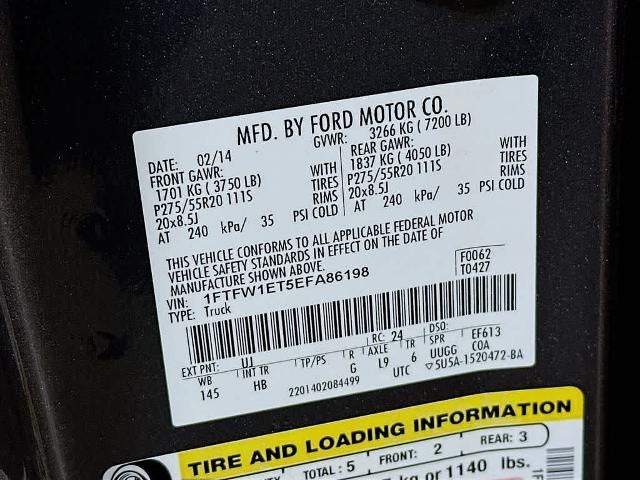 MFD. BY FORD MOTOR CO.
DATE: 02/14 GVWR: 3266 KG (7200 LB)
FRONT GAWR: WITH REAR GAWR: WITH
1701 KG (3750 LB) TIRES 1837 KG (4050 LB) TIRES
P275/55R20 111S RIMS P275/55R20 111S RIMS
20x8.5J 20x8.5J
AT 240 kPa/ 35 PSI COLD AT 240 kPa/ 35 PSI COLD
THIS VEHICLE CONFORMS TO ALL APPLICABLE FEDERAL MOTOR
VEHICLE SAFETY STANDARDS IN EFFECT ON THE DATE OF
MANUFACTURE SHOWN ABOVE.
VIN: 1FTFW1ET5EFA86198 F0062
TYPE: Truck T0427
EXT PNT: UJ RC: 24 DSO:
WB INT TR TP/PS R AXLE TR SPR EF613
145 HB G L9 6 UUGG COA
2201402084499 UTC ▽5U5A-1520472-BA
TIRE AND LOADING INFORMATION
TOTAL: 5 FRONT: 2 REAR: 3
kg or 1140 lbs.